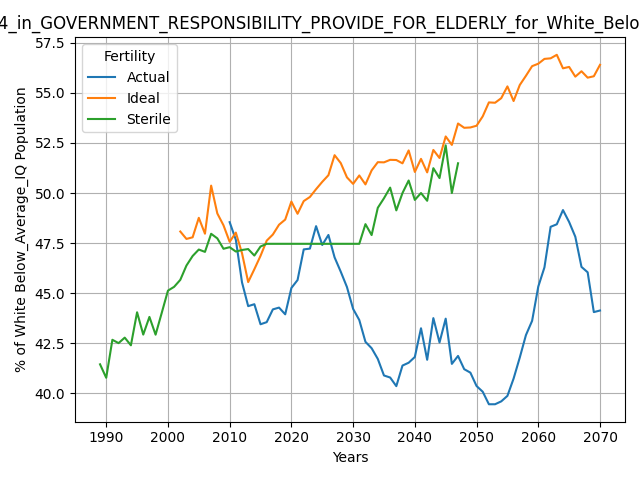 4_in_GOVERNMENT_RESPONSIBILITY_PROVIDE_FOR_ELDERLY_for_White_Belo
Fertility
Actual
Ideal
Sterile
% of White Below_Average_IQ Population
57.5
55.0
52.5
50.0
47.5
45.0
42.5
40.0
1990 2000 2010 2020 2030 2040 2050 2060 2070
Years